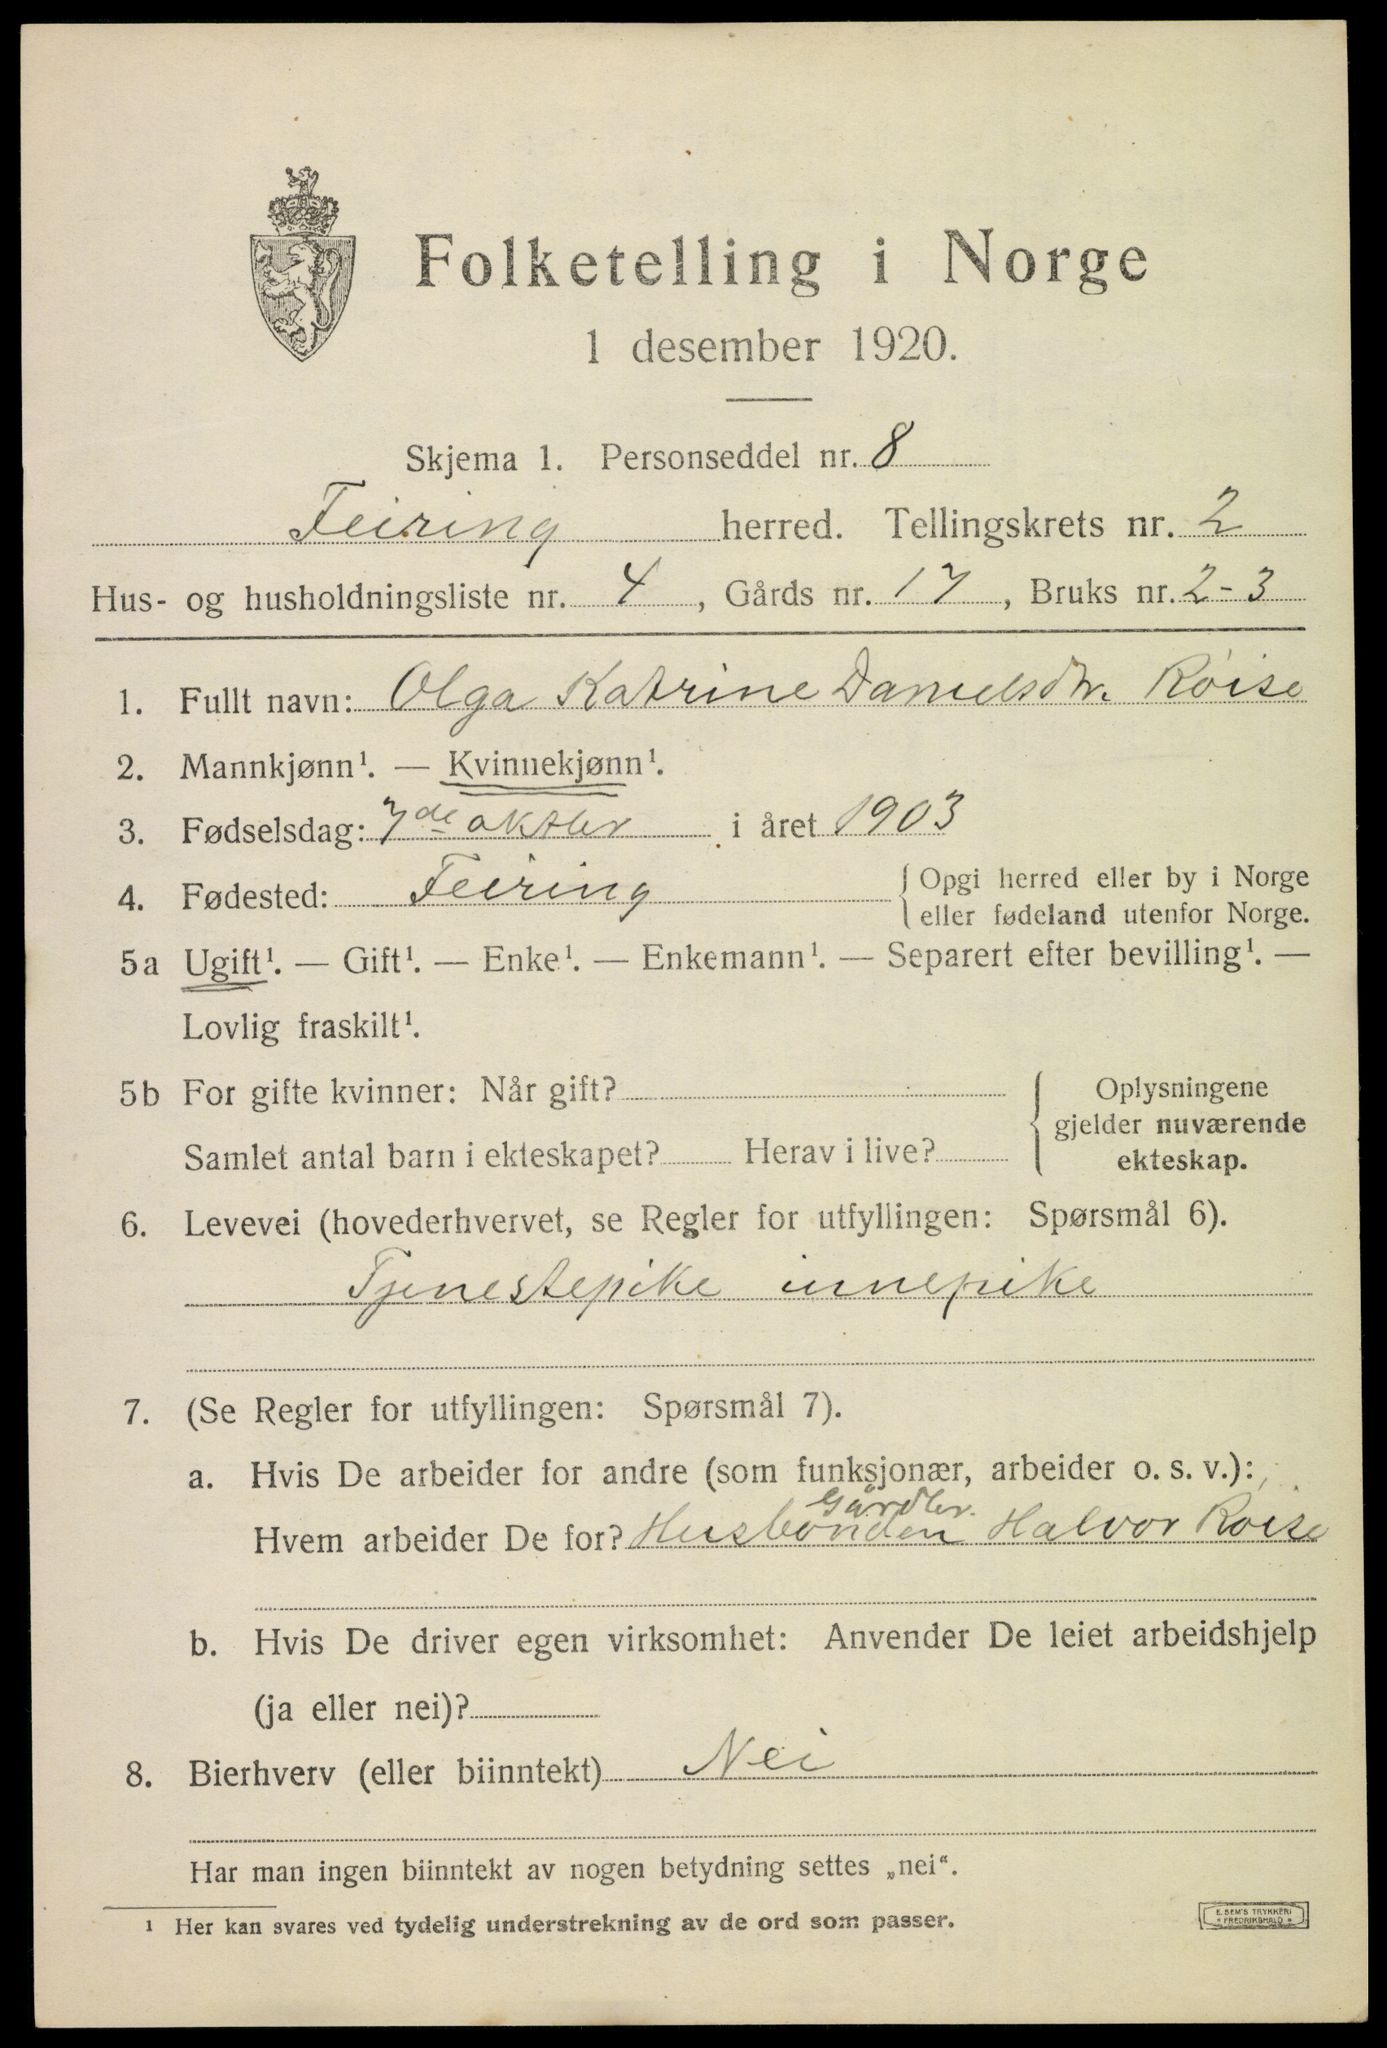 Folketelling i Norge
1 desember 1920.
Skjema 1. Personseddel nr. 8
Feiring herred. Tellingskrets nr. 2
Hus- og husholdningsliste nr. 4, Gårds nr. 17, Bruks nr. 2-3
1. Fullt navn: Olga Katrine Danielsdtr. Röise
2. Mannkjønn¹. — Kvinnekjønn¹.
3. Fødselsdag: 7de oktbr i året 1903
4. Fødested: Feiring {Opgi herred eller by i Norge
eller fødeland utenfor Norge.
5a Ugift¹. — Gift¹. — Enke¹. — Enkemann¹. — Separert efter bevilling¹. —
Lovlig fraskilt¹.
5b For gifte kvinner: Når gift?
Samlet antal barn i ekteskapet? Herav i live?
{Oplysningene
gjelder nuværende
ekteskap.
6. Levevei (hovederhvervet, se Regler for utfyllingen: Spørsmål 6).
Tjenestepike innepike
7. (Se Regler for utfyllingen: Spørsmål 7).
a. Hvis De arbeider for andre (som funksjonær, arbeider o. s. v.):
Gårdbr.
Hvem arbeider De for? Husbonden Halvor Röise
b. Hvis De driver egen virksomhet: Anvender De leiet arbeidshjelp
(ja eller nei)?
8. Bierhverv (eller biinntekt) Nei
Har man ingen biinntekt av nogen betydning settes „nei“.
¹ Her kan svares ved tydelig understrekning av de ord som passer.
E. SEM'S TRYKKERI
FREDRIKSHALD